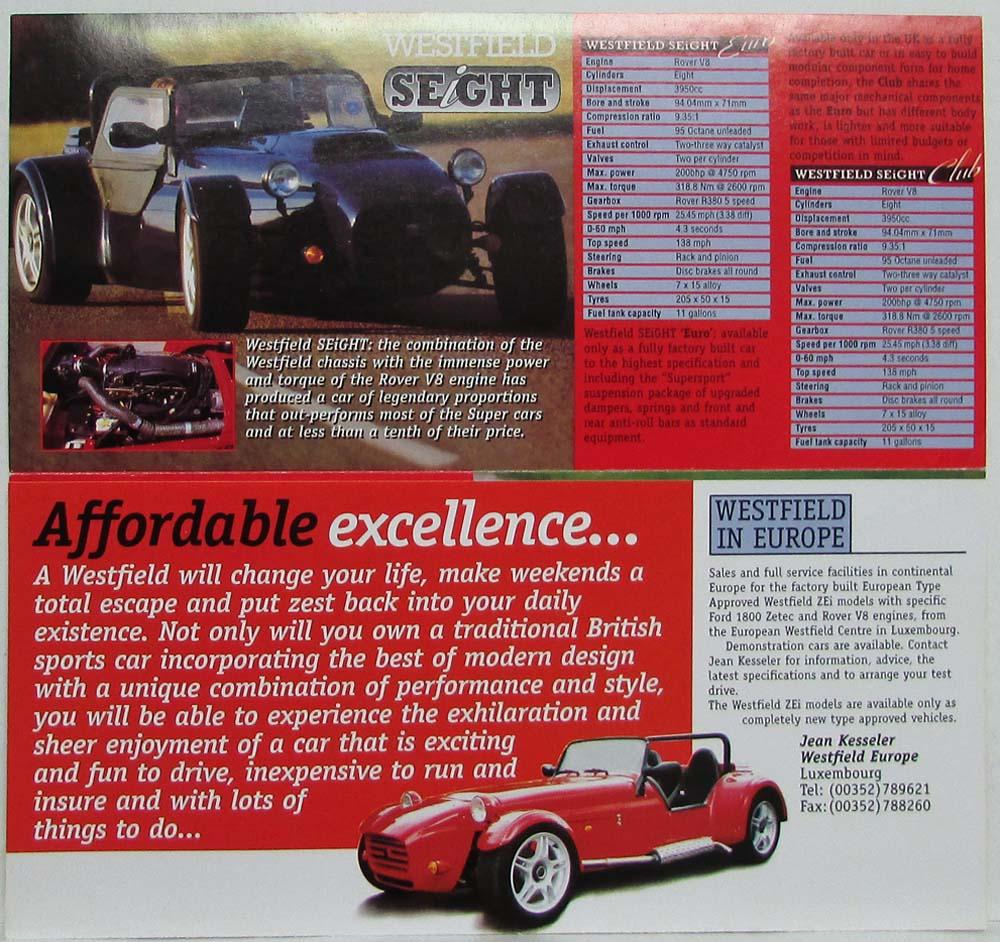 WESTFIELD
SEiGHT
Westfield SEiGHT: the combination of the
Westfield chassis with the immense power
and torque of the Rover V8 engine has
produced a car of legendary proportions
that out-performs most of the Super cars
and at less than a tenth of their price.
WESTFIELD SEiGHT Euro
Engine Rover V8
Cylinders Eight
Displacement 3950cc
Bore and stroke 94.04mm x 71mm
Compression ratio 9.35:1
Fuel 95 Octane unleaded
Exhaust control Two-three way catalyst
Valves Two per cylinder
Max. power 200bhp @ 4750 rpm
Max. torque 318.8 Nm @ 2600 rpm
Gearbox Rover R380 5 speed
Speed per 1000 rpm 25.45 mph (3.38 diff)
0-60 mph 4.3 seconds
Top speed 138 mph
Steering Rack and pinion
Brakes Disc brakes all round
Wheels 7 x 15 alloy
Tyres 205 x 50 x 15
Fuel tank capacity 11 gallons
Westfield SEiGHT 'Euro': available
only as a fully factory built car
to the highest specification and
including the "Supersport"
suspension package of upgraded
dampers, springs and front and
rear anti-roll bars as standard
equipment.
Available only in the UK as a fully
factory built car or in easy to build
modular component form for home
completion, the Club shares the
same major mechanical components
as the Euro but has different body
work, is lighter and more suitable
for those with limited budgets or
competition in mind.
WESTFIELD SEiGHT Club
Engine Rover V8
Cylinders Eight
Displacement 3950cc
Bore and stroke 94.04mm x 71mm
Compression ratio 9.35:1
Fuel 95 Octane unleaded
Exhaust control Two-three way catalyst
Valves Two per cylinder
Max. power 200bhp @ 4750 rpm
Max. torque 318.8 Nm @ 2600 rpm
Gearbox Rover R380 5 speed
Speed per 1000 rpm 25.45 mph (3.38 diff)
0-60 mph 4.3 seconds
Top speed 138 mph
Steering Rack and pinion
Brakes Disc brakes all round
Wheels 7 x 15 alloy
Tyres 205 x 50 x 15
Fuel tank capacity 11 gallons
Affordable excellence...
A Westfield will change your life, make weekends a
total escape and put zest back into your daily
existence. Not only will you own a traditional British
sports car incorporating the best of modern design
with a unique combination of performance and style,
you will be able to experience the exhilaration and
sheer enjoyment of a car that is exciting
and fun to drive, inexpensive to run and
insure and with lots of
things to do...
WESTFIELD
IN EUROPE
Sales and full service facilities in continental
Europe for the factory built European Type
Approved Westfield ZEi models with specific
Ford 1800 Zetec and Rover V8 engines, from
the European Westfield Centre in Luxembourg.
Demonstration cars are available. Contact
Jean Kesseler for information, advice, the
latest specifications and to arrange your test
drive.
The Westfield ZEi models are available only as
completely new type approved vehicles.
Jean Kesseler
Westfield Europe
Luxembourg
Tel: (00352)789621
Fax:(00352)788260